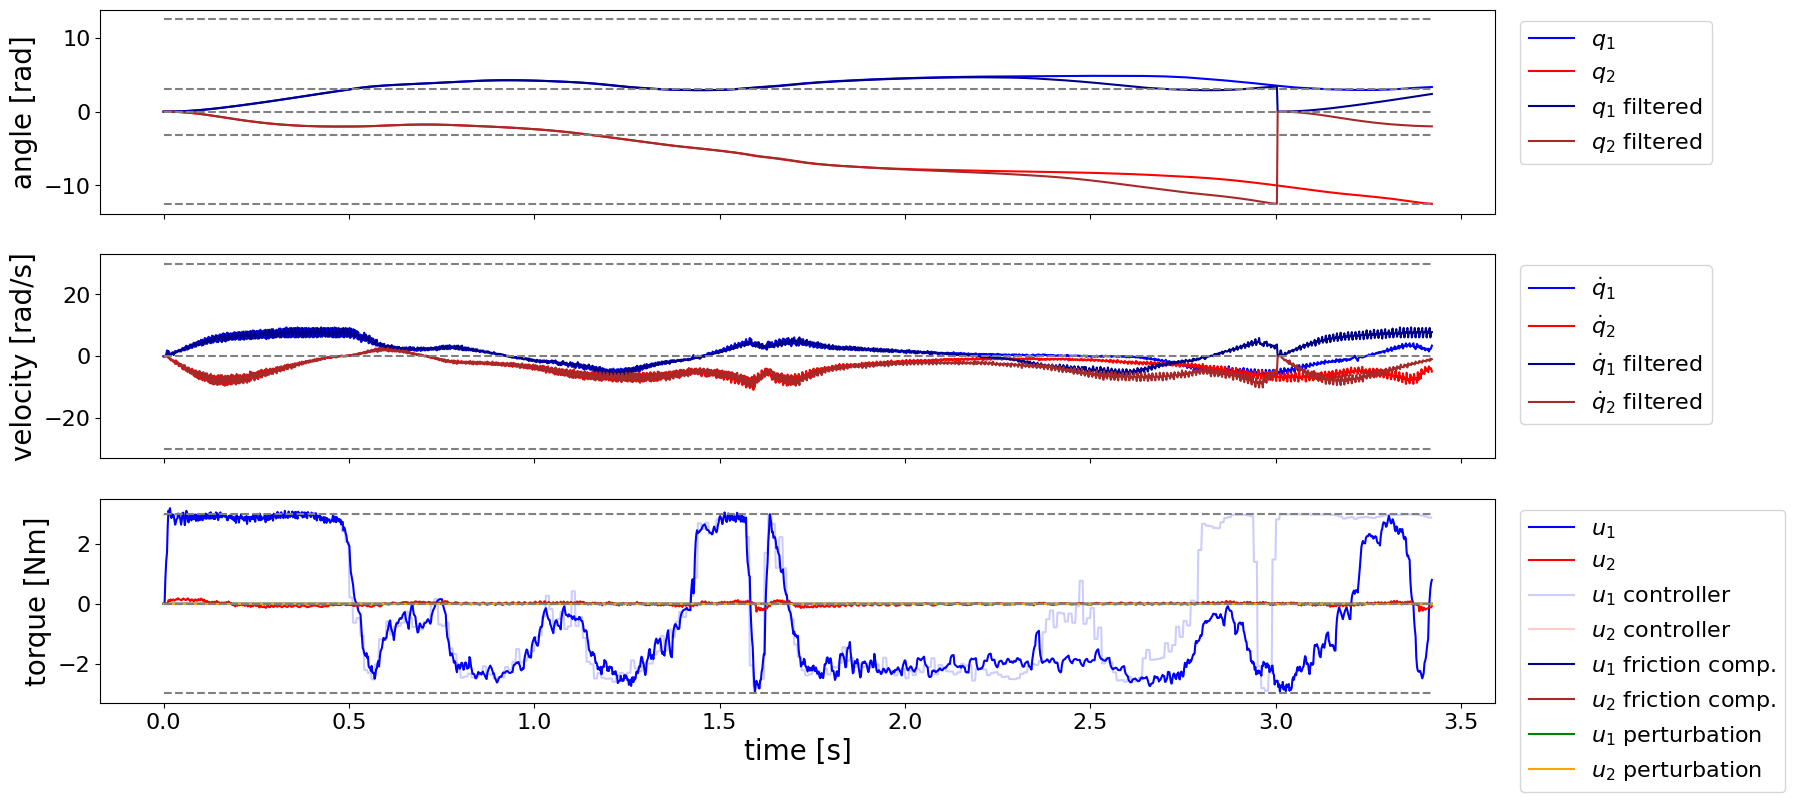 angle [rad]
10
0
−10
q₁
q₂
q₁ filtered
q₂ filtered
velocity [rad/s]
20
0
−20
q̇₁
q̇₂
q̇₁ filtered
q̇₂ filtered
torque [Nm]
2
0
−2
0.0 0.5 1.0 1.5 2.0 2.5 3.0 3.5
time [s]
u₁
u₂
u₁ controller
u₂ controller
u₁ friction comp.
u₂ friction comp.
u₁ perturbation
u₂ perturbation